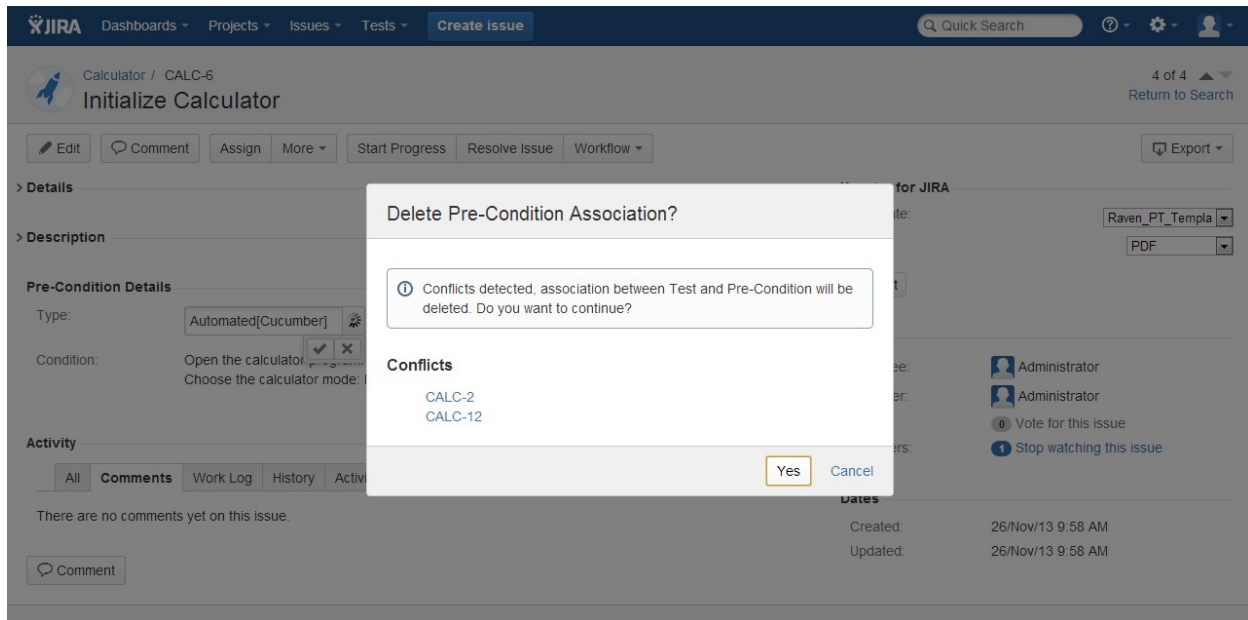 JIRA Dashboards Projects Issues Tests Create issue Quick Search
Calculator / CALC-6
4 of 4
Initialize Calculator
Return to Search
Edit Comment Assign More Start Progress Resolve Issue Workflow Export
Details
for JIRA
Raven_PT_Templa
Description
PDF
Delete Pre-Condition Association?
Conflicts detected, association between Test and Pre-Condition will be
deleted. Do you want to continue?
Conflicts
CALC-2
CALC-12
Yes Cancel
Pre-Condition Details
Type: Automated[Cucumber]
Condition: Open the calculator
Choose the calculator mode:
Administrator
Administrator
0 Vote for this issue
1 Stop watching this issue
Activity
All Comments Work Log History
There are no comments yet on this issue.
Comment
Dates
Created: 26/Nov/13 9:58 AM
Updated: 26/Nov/13 9:58 AM